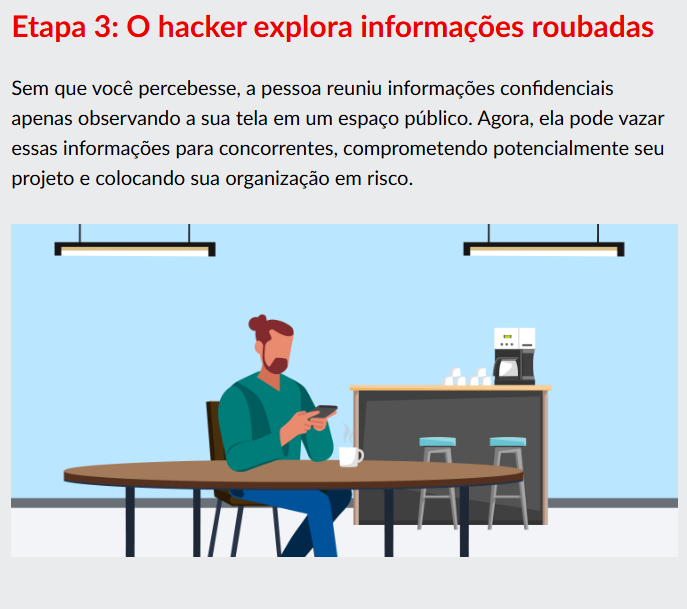 Etapa 3: O hacker explora informações roubadas
Sem que você percebesse, a pessoa reuniu informações confidenciais
apenas observando a sua tela em um espaço público. Agora, ela pode vazar
essas informações para concorrentes, comprometendo potencialmente seu
projeto e colocando sua organização em risco.